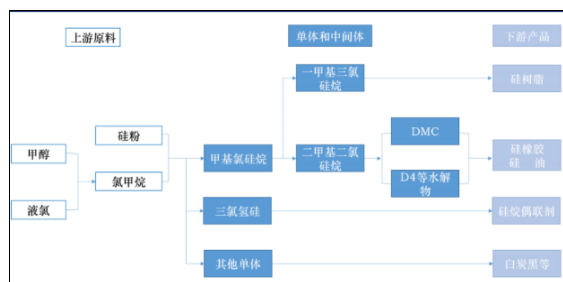 上游原料
单体和中间体
下游产品
一甲基三氯
硅烷
硅树脂
硅粉
甲醇
氯甲烷
液氯
甲基氯硅烷
二甲基二氯
硅烷
DMC
D4等水解
物
硅橡胶
硅 油
三氯氢硅
硅烷偶联剂
其他单体
白炭黑等